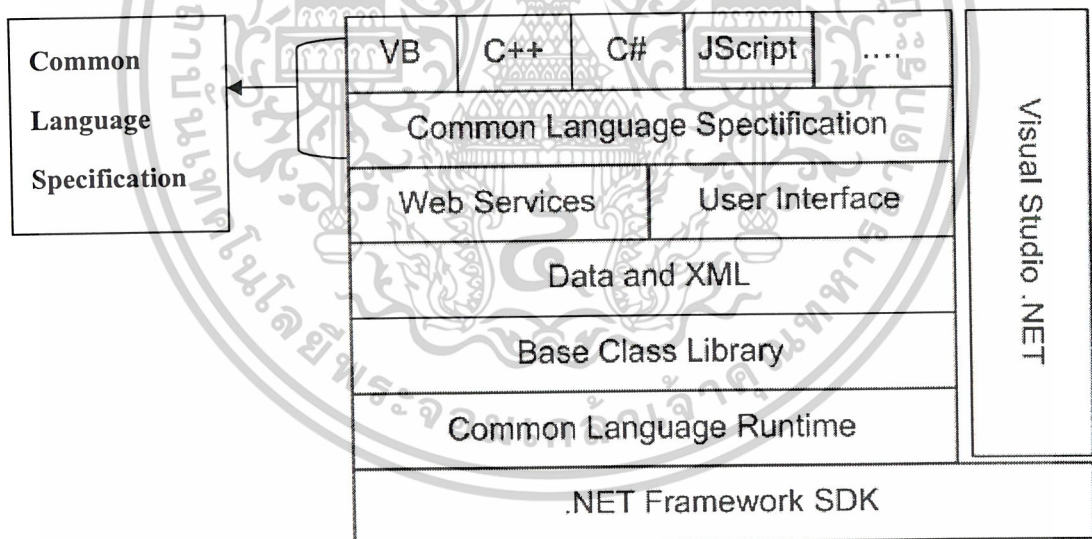 Common
Language
Specification
VB C++ C# JScript ....
Common Language Spectification
Web Services User Interface
Data and XML
Base Class Library
Common Language Runtime
.NET Framework SDK
Visual Studio .NET